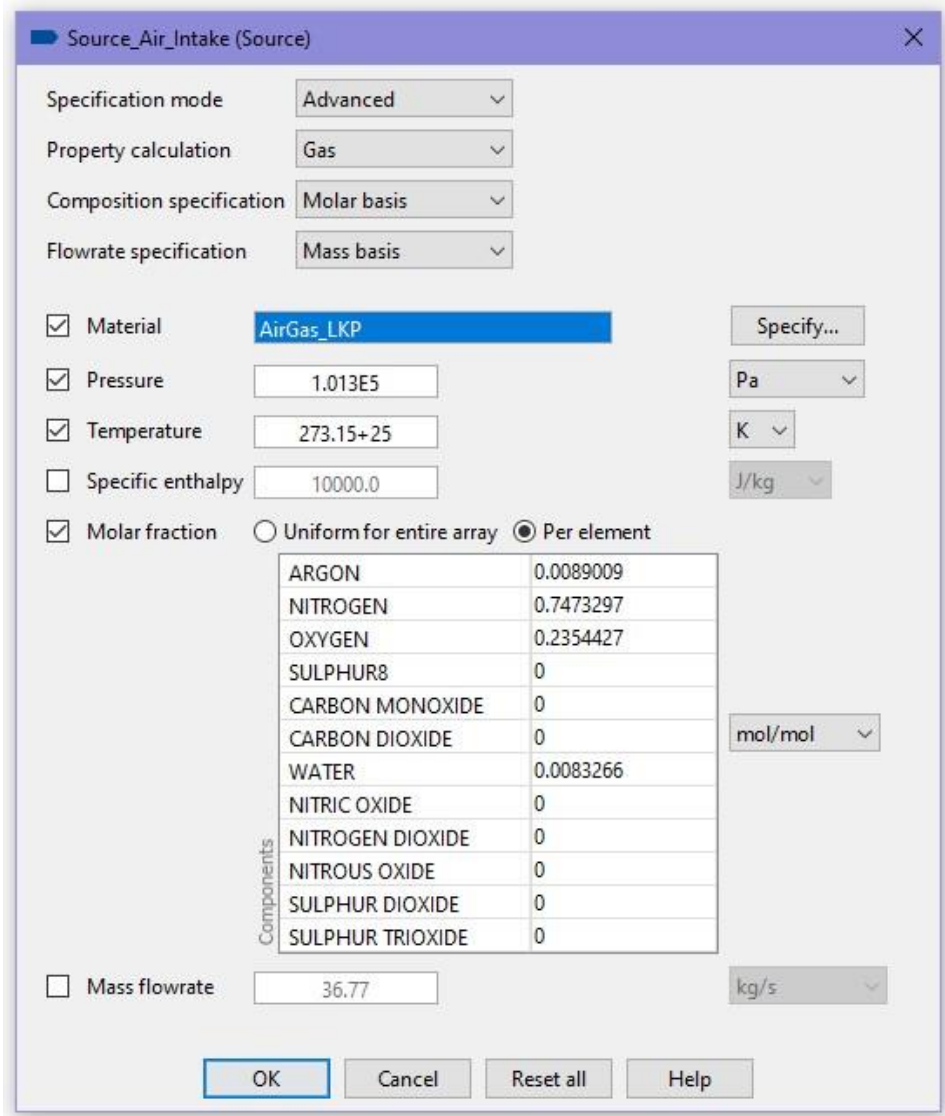 Source_Air_Intake (Source)
Specification mode Advanced
Property calculation Gas
Composition specification Molar basis
Flowrate specification Mass basis
Material AirGas_LKP Specify...
Pressure 1.013E5 Pa
Temperature 273.15+25 K
Specific enthalpy 10000.0 J/kg
Molar fraction Uniform for entire array Per element
ARGON 0.0089009
NITROGEN 0.7473297
OXYGEN 0.2354427
SULPHUR8 0
CARBON MONOXIDE 0
CARBON DIOXIDE 0 mol/mol
WATER 0.0083266
NITRIC OXIDE 0
NITROGEN DIOXIDE 0
NITROUS OXIDE 0
SULPHUR DIOXIDE 0
SULPHUR TRIOXIDE 0
Components
Mass flowrate 36.77 kg/s
OK Cancel Reset all Help